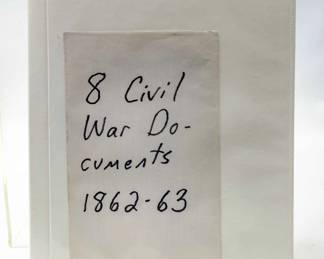 8 Civil
War Do-
cuments
1862-63